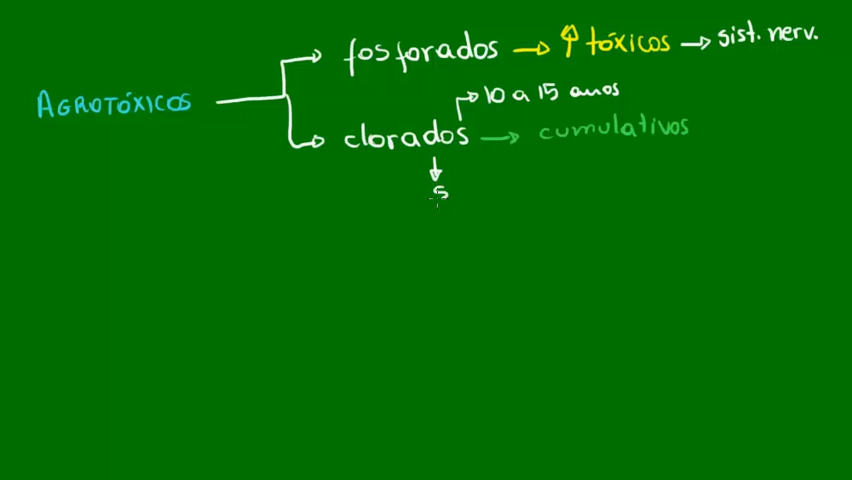 AGROTÓXICOS
fosforados → ↑ tóxicos → sist. nerv.
10 a 15 anos
clorados → cumulativos
s